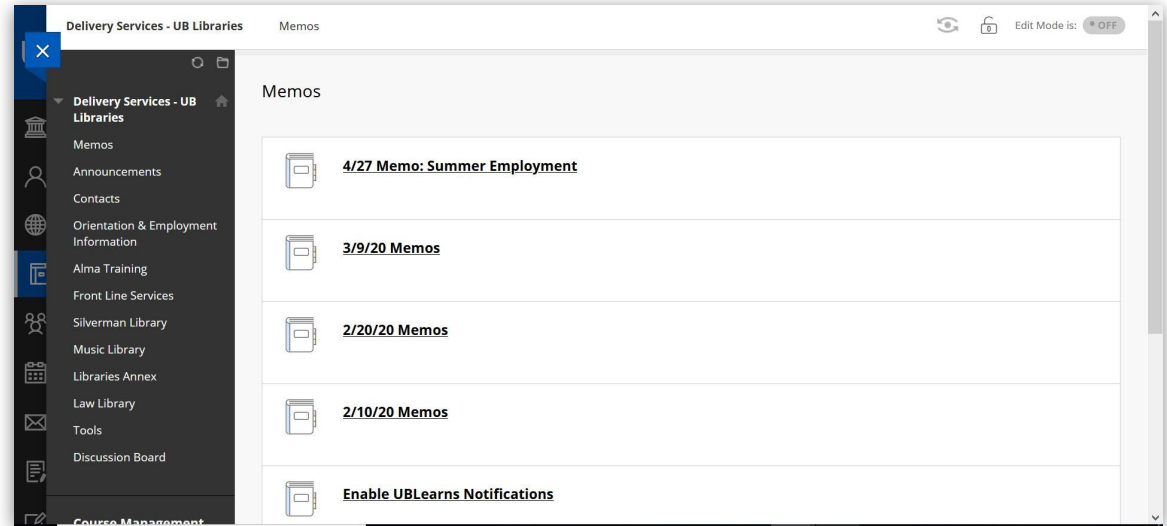 Delivery Services - UB Libraries
Memos
Edit Mode is:
OFF
Delivery Services - UB
Libraries
Memos
Announcements
Contacts
Orientation & Employment
Information
Alma Training
Front Line Services
Silverman Library
Music Library
Libraries Annex
Law Library
Tools
Discussion Board
Course Management
Memos
4/27 Memo: Summer Employment
3/9/20 Memos
2/20/20 Memos
2/10/20 Memos
Enable UBLearns Notifications